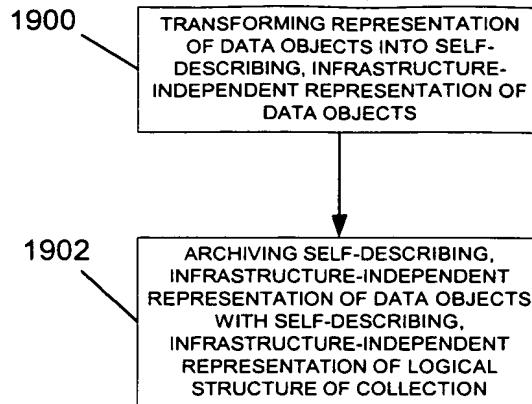 1900
TRANSFORMING REPRESENTATION
OF DATA OBJECTS INTO SELF-
DESCRIBING, INFRASTRUCTURE-
INDEPENDENT REPRESENTATION OF
DATA OBJECTS
1902
ARCHIVING SELF-DESCRIBING,
INFRASTRUCTURE-INDEPENDENT
REPRESENTATION OF DATA OBJECTS
WITH SELF-DESCRIBING,
INFRASTRUCTURE-INDEPENDENT
REPRESENTATION OF LOGICAL
STRUCTURE OF COLLECTION